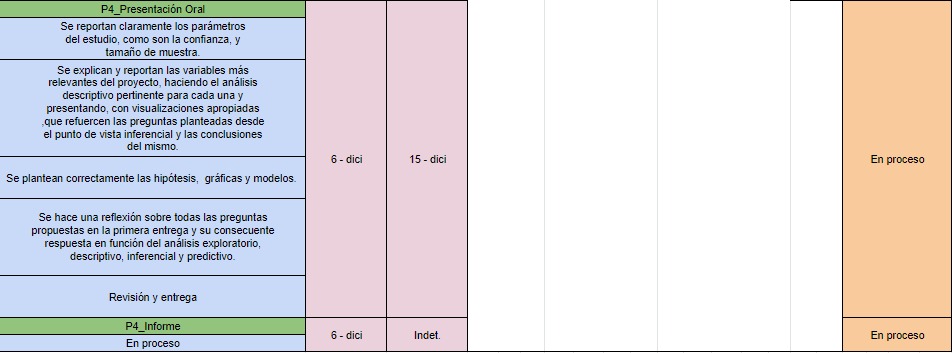 P4_Presentación Oral
Se reportan claramente los parámetros
del estudio, como son la confianza, y
tamaño de muestra.
Se explican y reportan las variables más
relevantes del proyecto, haciendo el análisis
descriptivo pertinente para cada una y
presentando, con visualizaciones apropiadas
,que refuercen las preguntas planteadas desde
el punto de vista inferencial y las conclusiones
del mismo.
Se plantean correctamente las hipótesis, gráficas y modelos.
Se hace una reflexión sobre todas las preguntas
propuestas en la primera entrega y su consecuente
respuesta en función del análisis exploratorio,
descriptivo, inferencial y predictivo.
Revisión y entrega
6 - dici
15 - dici
En proceso
P4_Informe
En proceso
6 - dici
Indet.
En proceso